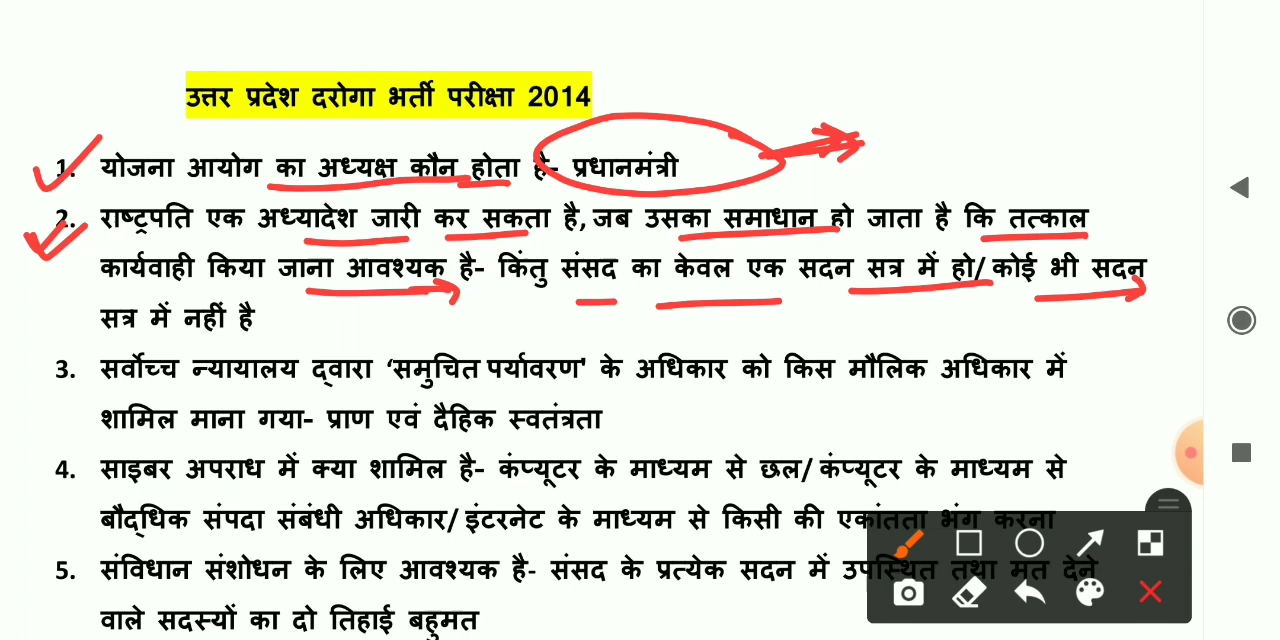 उत्तर प्रदेश दरोगा भर्ती परीक्षा 2014
1. योजना आयोग का अध्यक्ष कौन होता है- प्रधानमंत्री
2. राष्ट्रपति एक अध्यादेश जारी कर सकता है, जब उसका समाधान हो जाता है कि तत्काल
कार्यवाही किया जाना आवश्यक है- किंतु संसद का केवल एक सदन सत्र में हो/ कोई भी सदन
सत्र में नहीं है
3. सर्वोच्च न्यायालय द्वारा ‘समुचित पर्यावरण' के अधिकार को किस मौलिक अधिकार में
शामिल माना गया- प्राण एवं दैहिक स्वतंत्रता
4. साइबर अपराध में क्या शामिल है- कंप्यूटर के माध्यम से छल/ कंप्यूटर के माध्यम से
बौद्धिक संपदा संबंधी अधिकार/ इंटरनेट के माध्यम से किसी की एकांतता भंग करना
5. संविधान संशोधन के लिए आवश्यक है- संसद के प्रत्येक सदन में उपस्थित तथा मत देने
वाले सदस्यों का दो तिहाई बहुमत